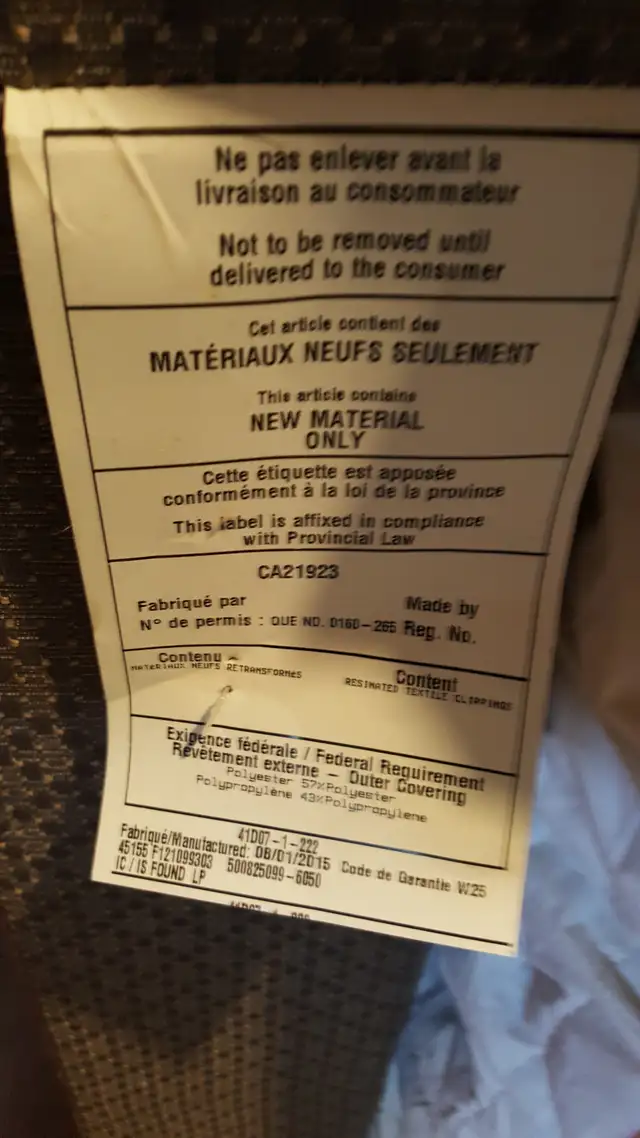 Ne pas enlever avant la
livraison au consommateur
Not to be removed until
delivered to the consumer
Cet article contient des
MATÉRIAUX NEUFS SEULEMENT
This article contains
NEW MATERIAL
ONLY
Cette étiquette est apposée
conformément à la loi de la province
This label is affixed in compliance
with Provincial Law
CA21923
Fabriqué par Made by
N° de permis : QUE NO. 0160-265 Reg. No.
Contenu Content
MATERIAUX NEUFS RETRANSFORMES RESINATED TEXTILE CLIPPINGS
Exigence fédérale / Federal Requirement
Revêtement externe - Outer Covering
Polyester 57%Polyester
Polypropylène 43%Polypropylene
41D07-1-222
Fabriqué/Manufactured: 08/01/2015 Code de Garantie W25
45155 F121099303 500825099-6050
IC/IS FOUND LP